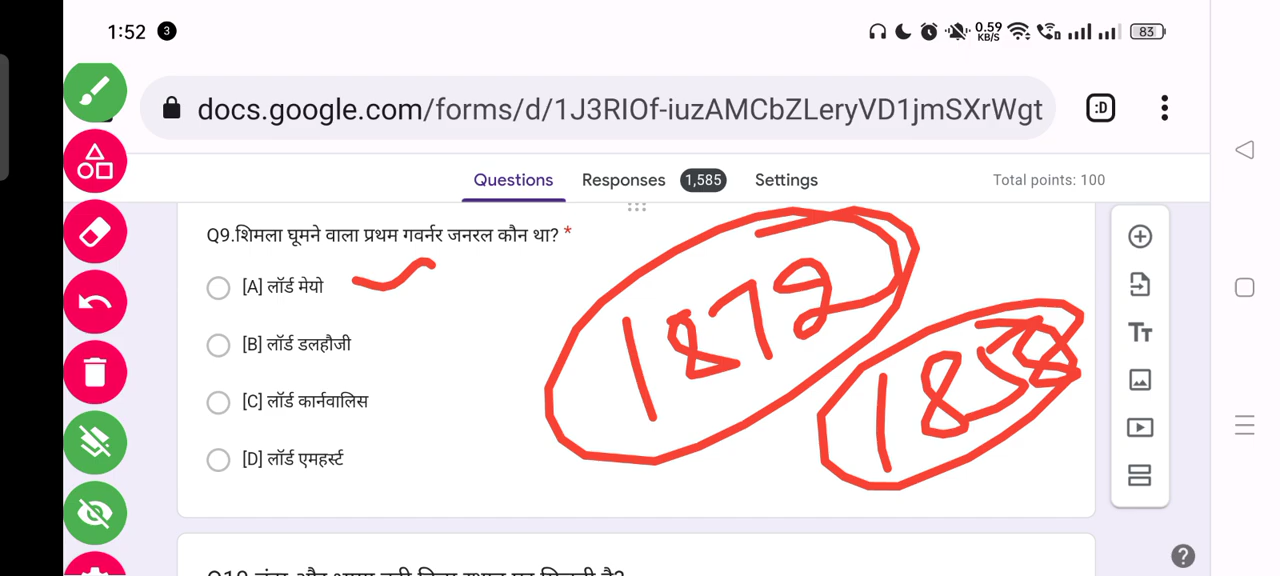 1:52 3 0.59 KB/S 83
docs.google.com/forms/d/1J3RIOf-iuzAMCbZLeryVD1jmSXrWgt :D
Questions Responses 1,585 Settings Total points: 100
Q9.शिमला घूमने वाला प्रथम गवर्नर जनरल कौन था? *
[A] लॉर्ड मेयो
[B] लॉर्ड डलहौजी
[C] लॉर्ड कार्नवालिस
[D] लॉर्ड एमहर्स्ट
1872
1858